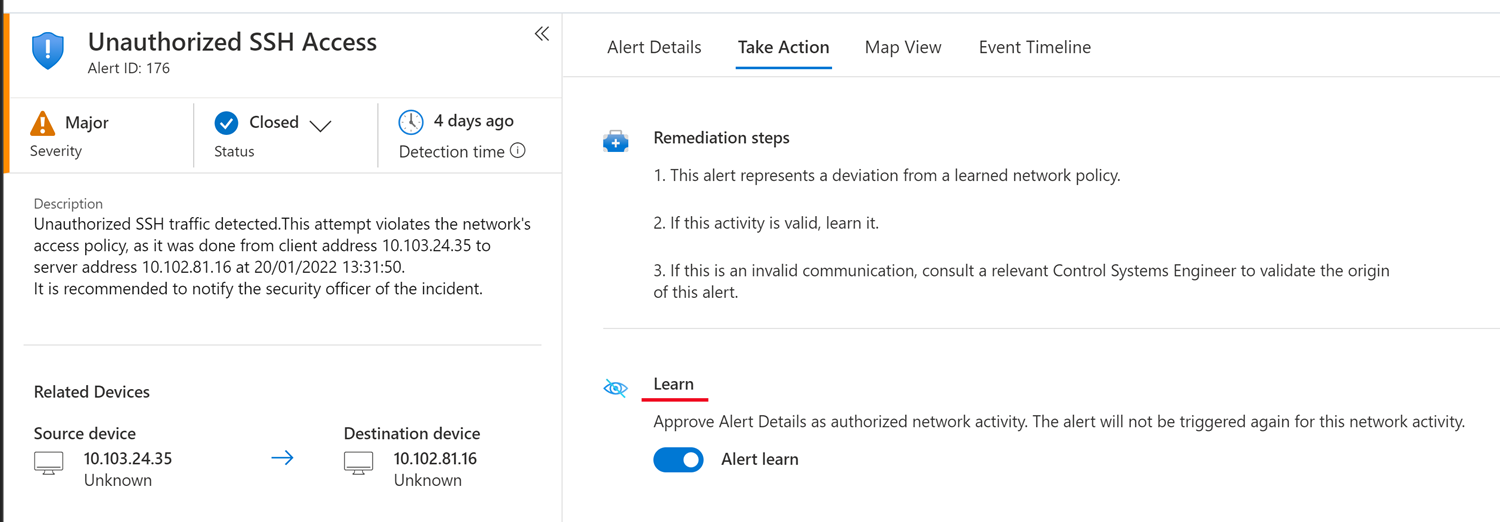 Unauthorized SSH Access
Alert ID: 176
Major
Severity
Closed
Status
4 days ago
Detection time
Description
Unauthorized SSH traffic detected.This attempt violates the network's
access policy, as it was done from client address 10.103.24.35 to
server address 10.102.81.16 at 20/01/2022 13:31:50.
It is recommended to notify the security officer of the incident.
Related Devices
Source device
10.103.24.35
Unknown
Destination device
10.102.81.16
Unknown
Alert Details Take Action Map View Event Timeline
Remediation steps
1. This alert represents a deviation from a learned network policy.
2. If this activity is valid, learn it.
3. If this is an invalid communication, consult a relevant Control Systems Engineer to validate the origin
of this alert.
Learn
Approve Alert Details as authorized network activity. The alert will not be triggered again for this network activity.
Alert learn